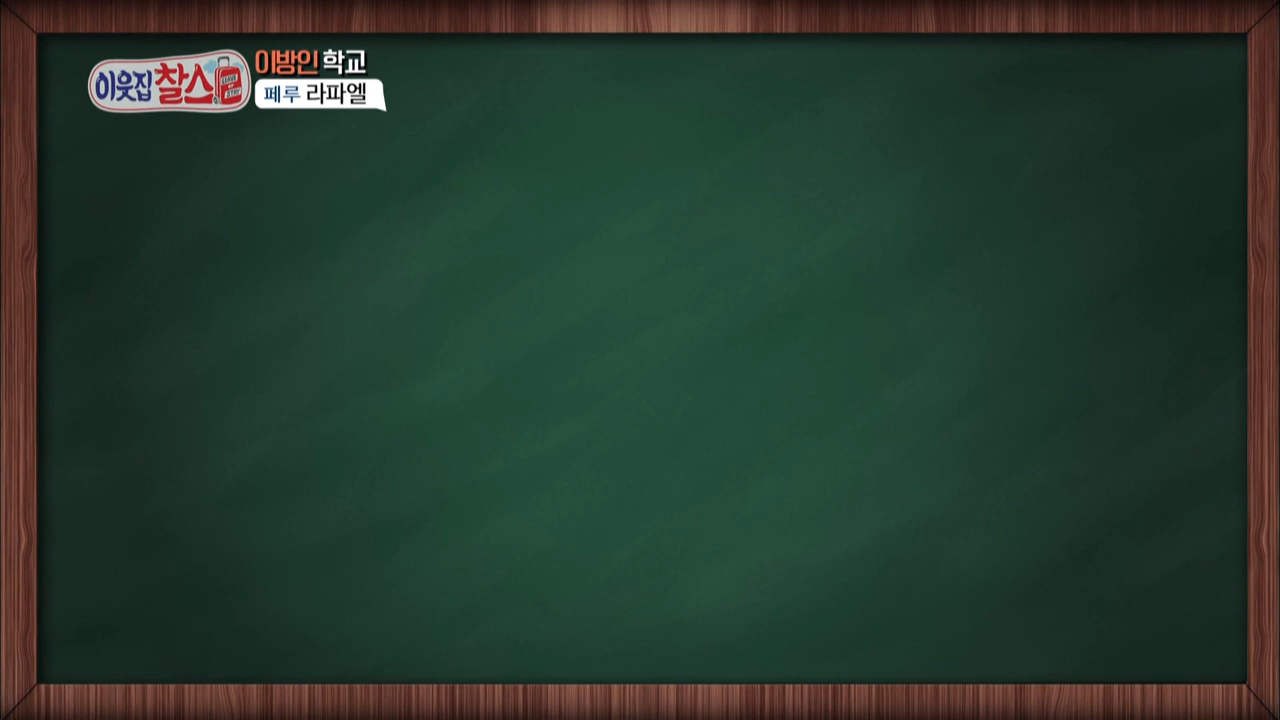 이웃집 찰스
이방인 학교
페루 라파엘